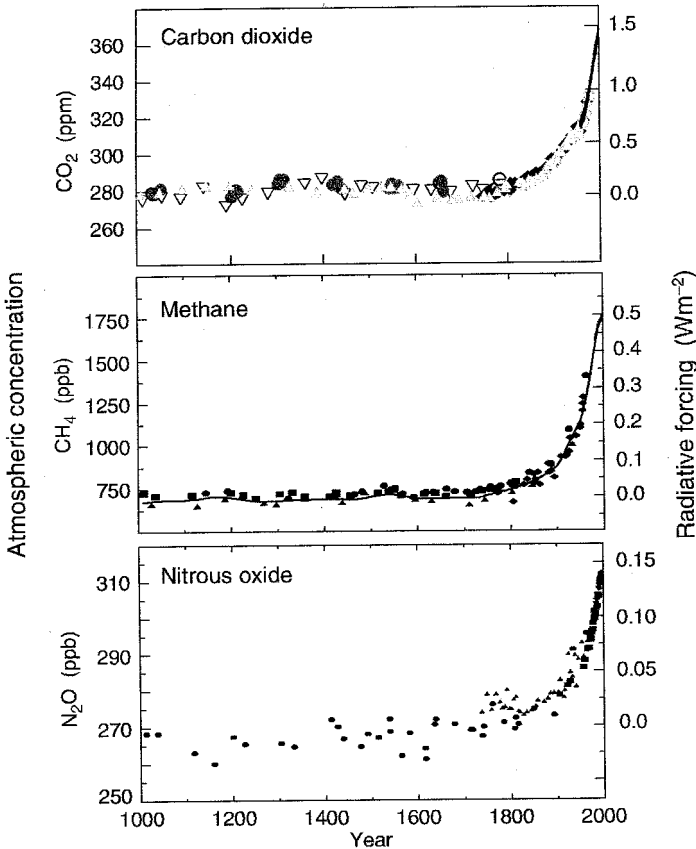 Carbon dioxide
360
340
320
300
280
260
CO₂ (ppm)
1.5
1.0
0.5
0.0
Methane
1750
1500
1250
1000
750
CH₄ (ppb)
0.5
0.4
0.3
0.2
0.1
0.0
Nitrous oxide
310
290
270
250
N₂O (ppb)
0.15
0.10
0.05
0.0
Atmospheric concentration
Radiative forcing (Wm⁻²)
1000 1200 1400 1600 1800 2000
Year